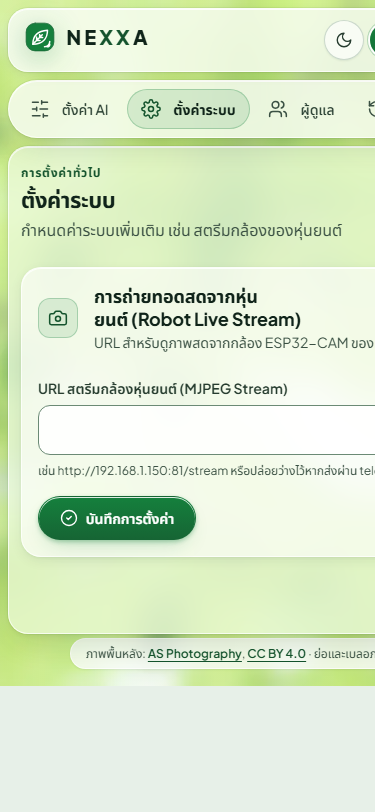 NEXXA
ตั้งค่า AI
ตั้งค่าระบบ
ผู้ดูแล
การตั้งค่าทั่วไป
ตั้งค่าระบบ
กำหนดค่าระบบเพิ่มเติม เช่น สตรีมกล้องของหุ่นยนต์
การถ่ายทอดสดจากหุ่น
ยนต์ (Robot Live Stream)
URL สำหรับดูภาพสดจากกล้อง ESP32-CAM ของ
URL สตรีมกล้องหุ่นยนต์ (MJPEG Stream)
เช่น http://192.168.1.150:81/stream หรือปล่อยว่างไว้หากส่งผ่าน tel
บันทึกการตั้งค่า
ภาพพื้นหลัง: AS Photography, CC BY 4.0 · ย่อและเบลอภ